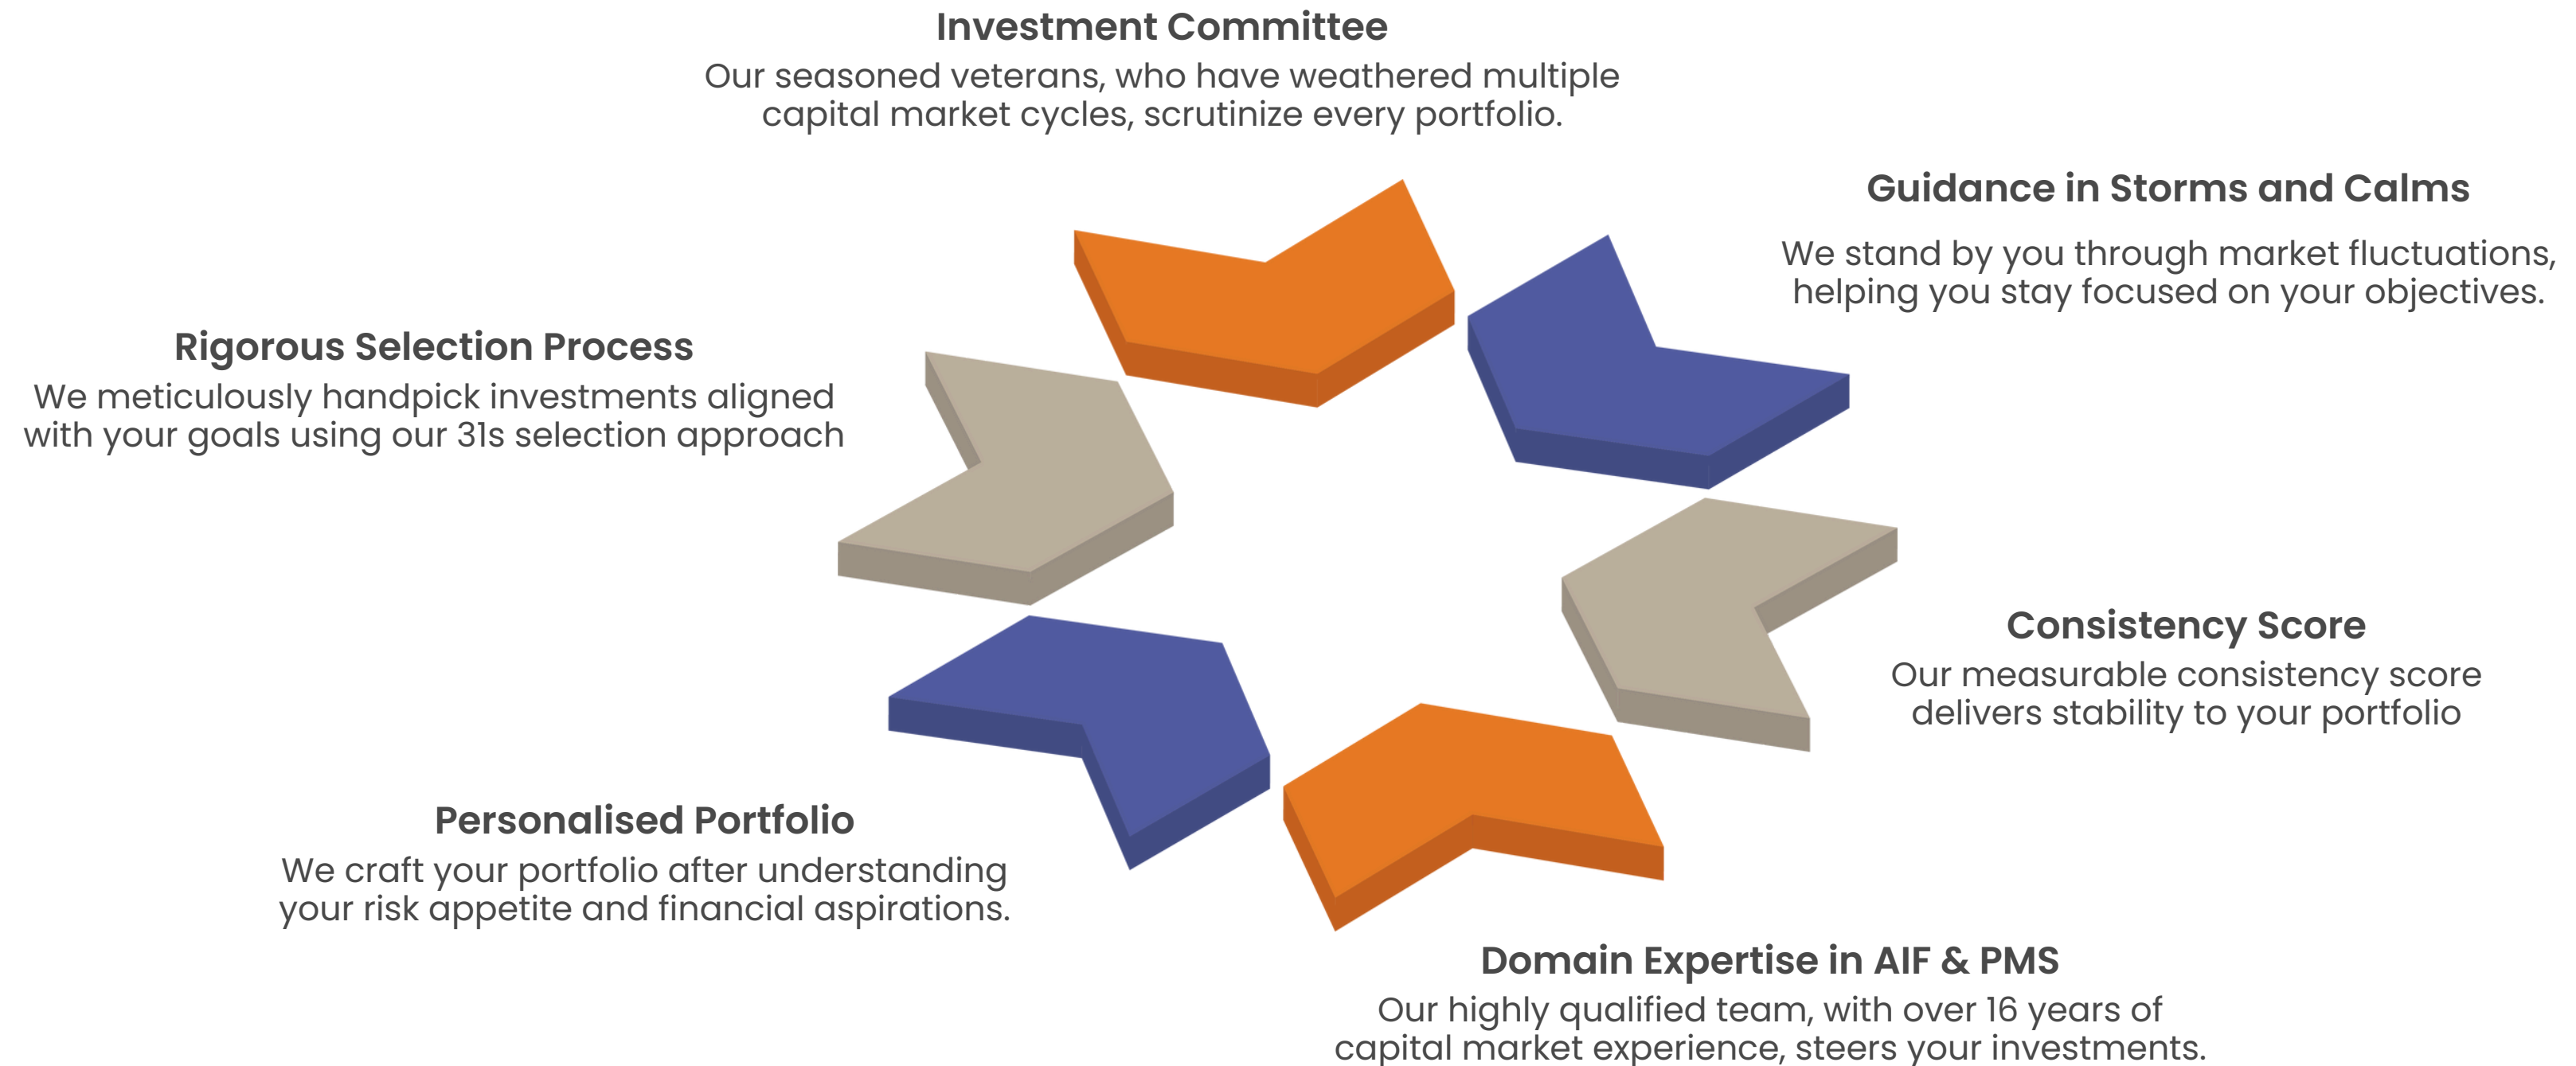 Investment Committee
Our seasoned veterans, who have weathered multiple
capital market cycles, scrutinize every portfolio.
Guidance in Storms and Calms
We stand by you through market fluctuations,
helping you stay focused on your objectives.
Rigorous Selection Process
We meticulously handpick investments aligned
with your goals using our 31s selection approach
Consistency Score
Our measurable consistency score
delivers stability to your portfolio
Personalised Portfolio
We craft your portfolio after understanding
your risk appetite and financial aspirations.
Domain Expertise in AIF & PMS
Our highly qualified team, with over 16 years of
capital market experience, steers your investments.